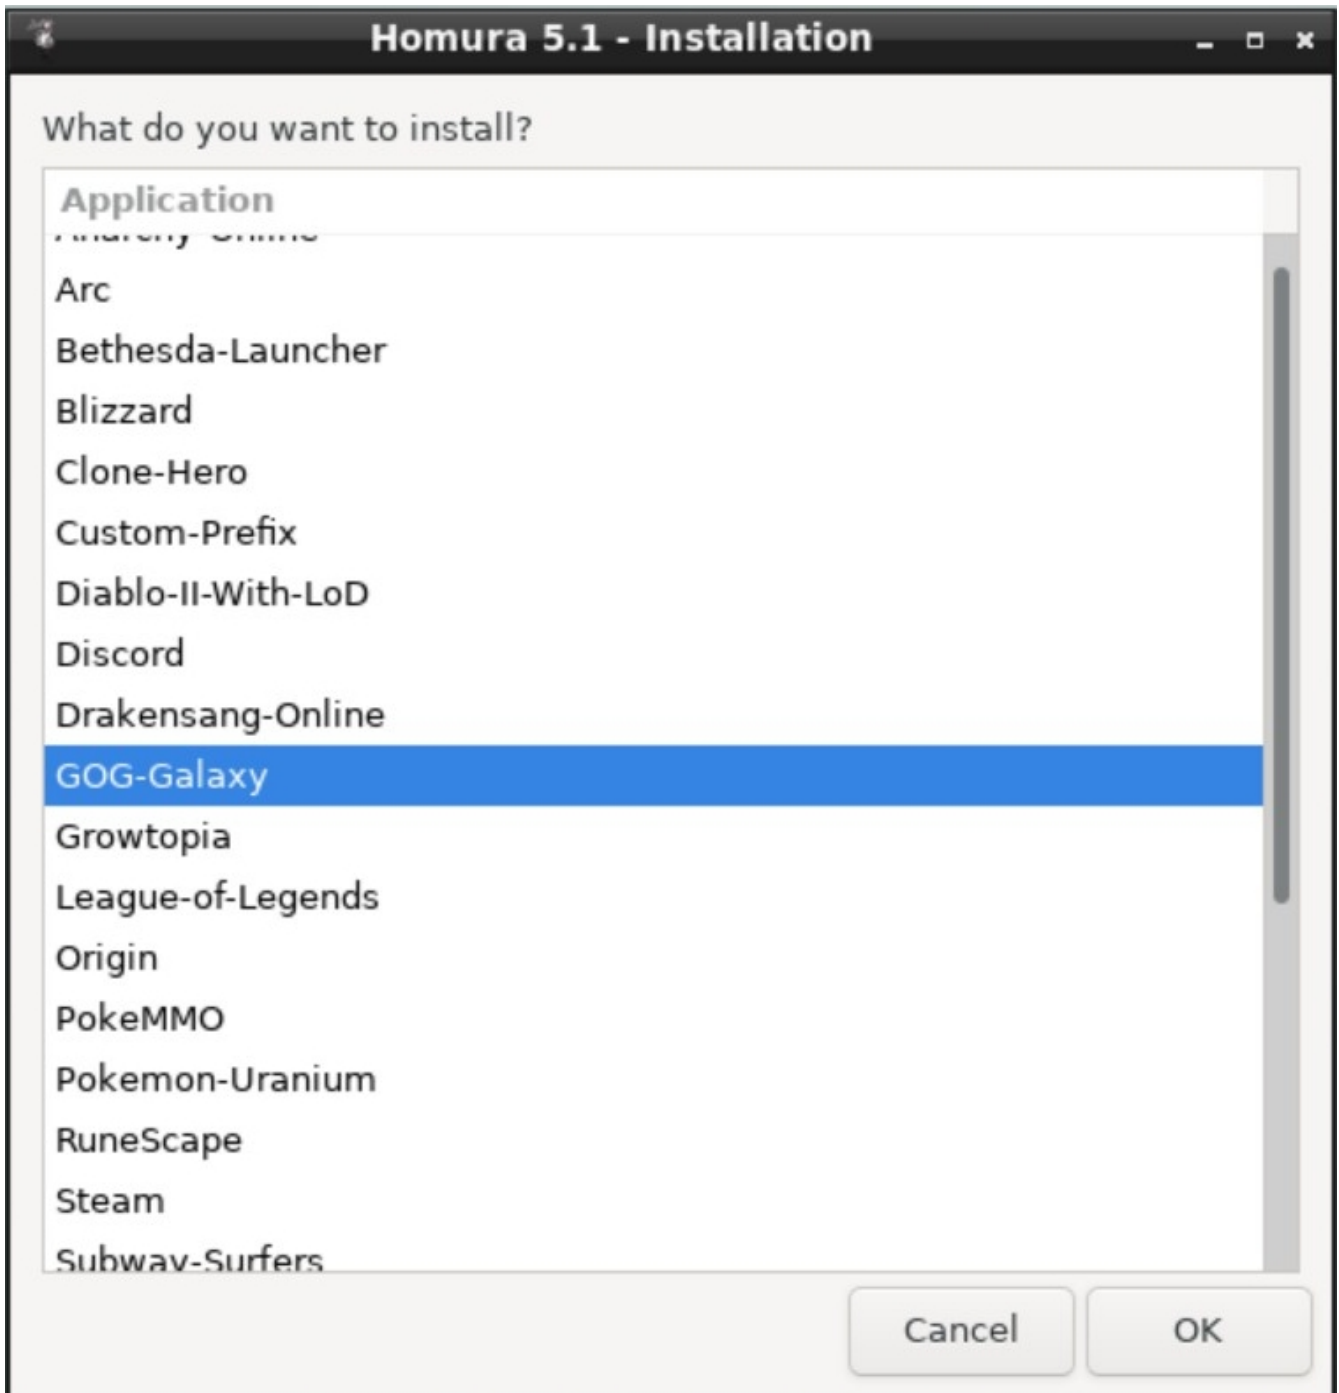 Homura 5.1 - Installation
What do you want to install?
Application
Anarchy-Online
Arc
Bethesda-Launcher
Blizzard
Clone-Hero
Custom-Prefix
Diablo-II-With-LoD
Discord
Drakensang-Online
GOG-Galaxy
Growtopia
League-of-Legends
Origin
PokeMMO
Pokemon-Uranium
RuneScape
Steam
Subway-Surfers
Cancel OK